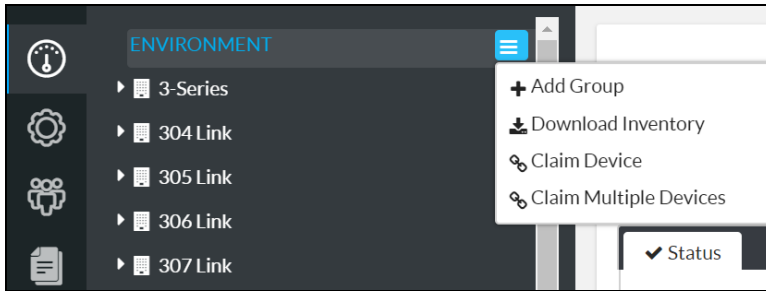 ENVIRONMENT
3-Series
304 Link
305 Link
306 Link
307 Link
Add Group
Download Inventory
Claim Device
Claim Multiple Devices
Status